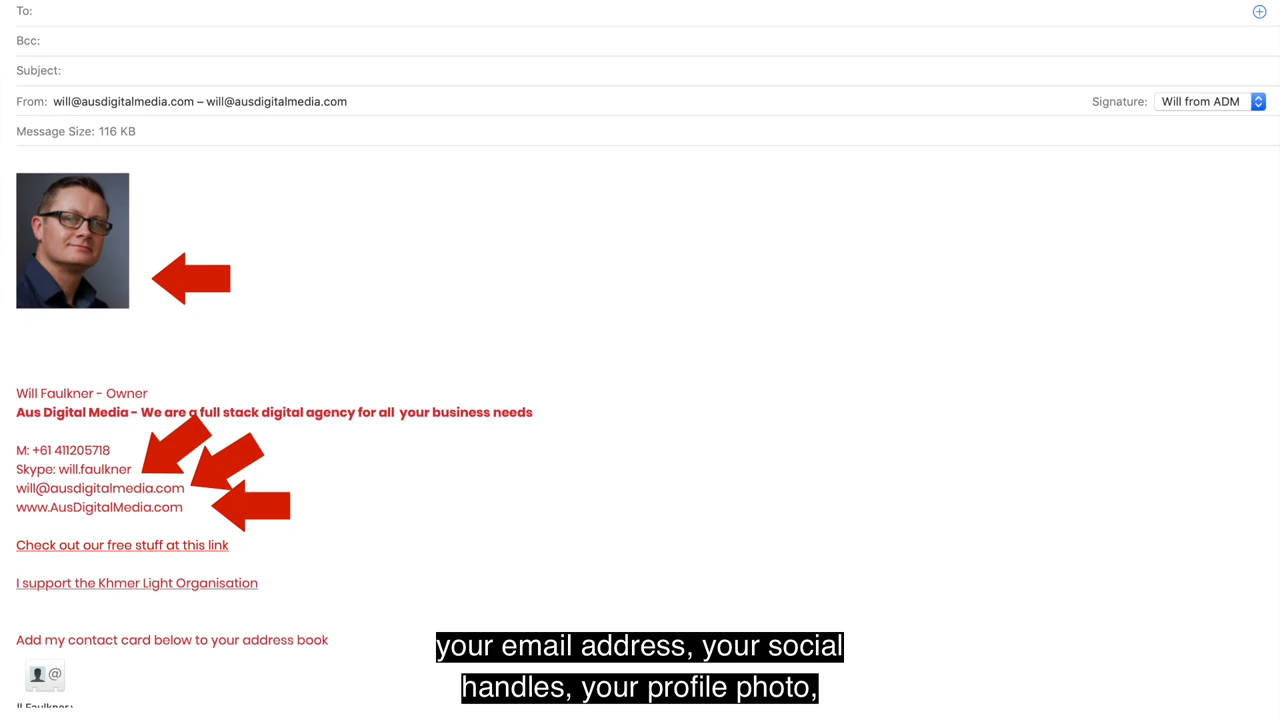 To:
Bcc:
Subject:
From: will@ausdigitalmedia.com – will@ausdigitalmedia.com
Signature: Will from ADM
Message Size: 116 KB
Will Faulkner - Owner
Aus Digital Media - We are a full stack digital agency for all your business needs
M: +61 411205718
Skype: will.faulkner
will@ausdigitalmedia.com
www.AusDigitalMedia.com
Check out our free stuff at this link
I support the Khmer Light Organisation
Add my contact card below to your address book
@
your email address, your social
handles, your profile photo,